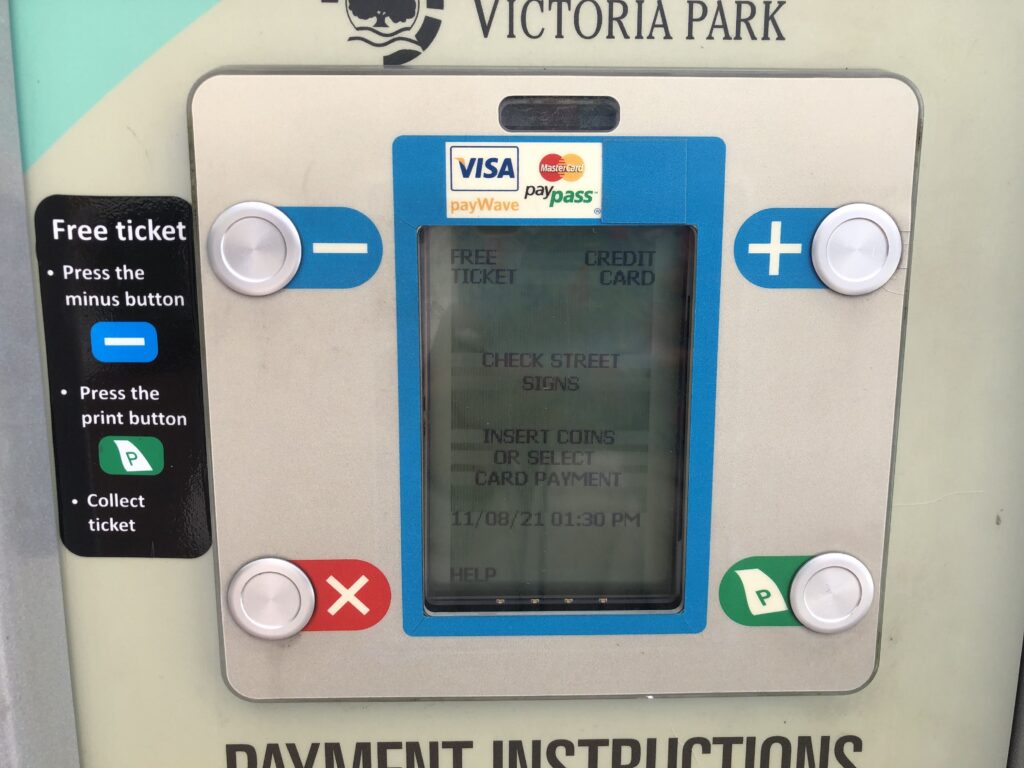 VICTORIA PARK
VISA
payWave
MasterCard
paypass
Free ticket
• Press the
minus button
• Press the
print button
P
• Collect
ticket
FREE
TICKET
CREDIT
CARD
CHECK STREET
SIGNS
INSERT COINS
OR SELECT
CARD PAYMENT
11/08/21 01:30 PM
HELP
P
PAYMENT INSTRUCTIONS